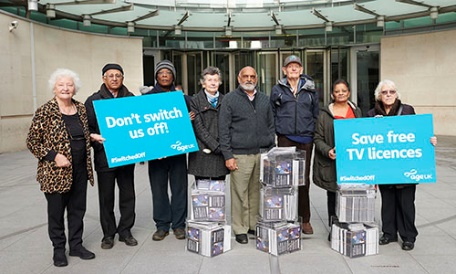 Don't switch
us off!
#SwitchedOff
age UK
Save free
TV licences
#SwitchedOff
age UK